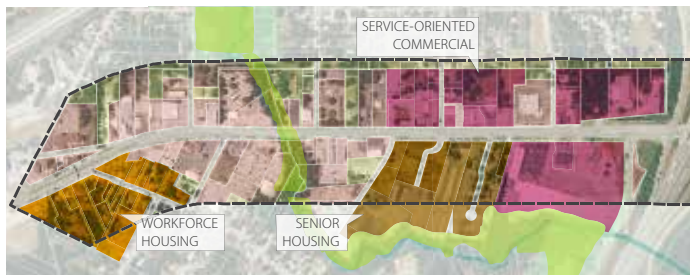 SERVICE-ORIENTED
COMMERCIAL
WORKFORCE
HOUSING
SENIOR
HOUSING